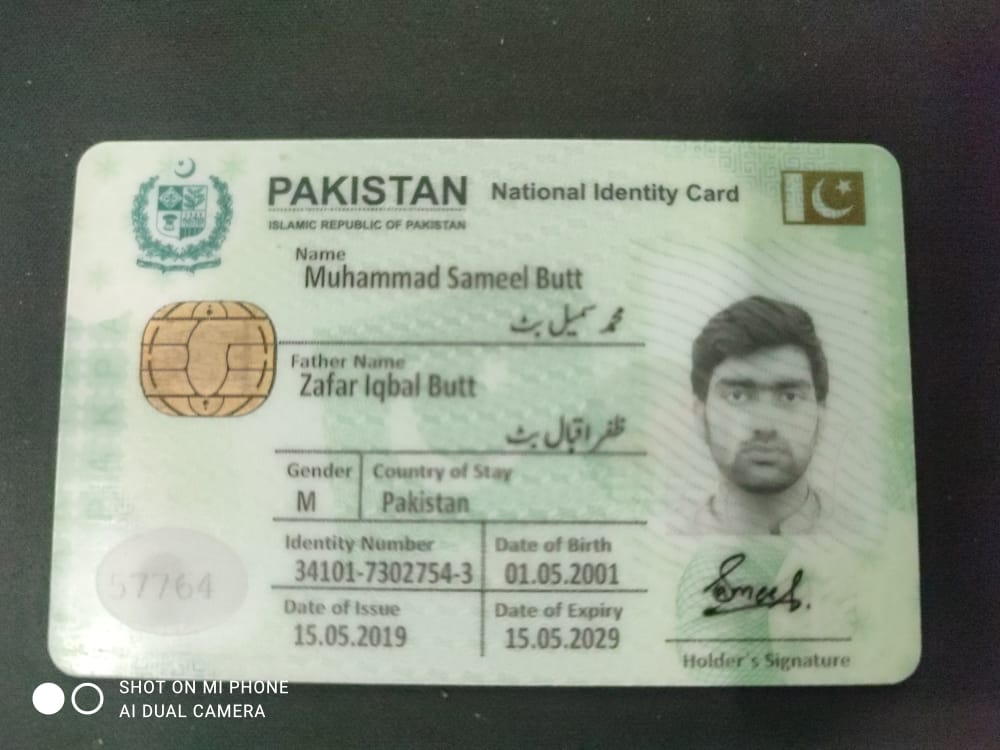 PAKISTAN National Identity Card
ISLAMIC REPUBLIC OF PAKISTAN
Name
Muhammad Sameel Butt
محمد سمیل بٹ
Father Name
Zafar Iqbal Butt
ظفر اقبال بٹ
Gender Country of Stay
M Pakistan
Identity Number Date of Birth
34101-7302754-3 01.05.2001
57764
Date of Issue Date of Expiry
15.05.2019 15.05.2029
Sameel.
Holder's Signature
SHOT ON MI PHONE
AI DUAL CAMERA